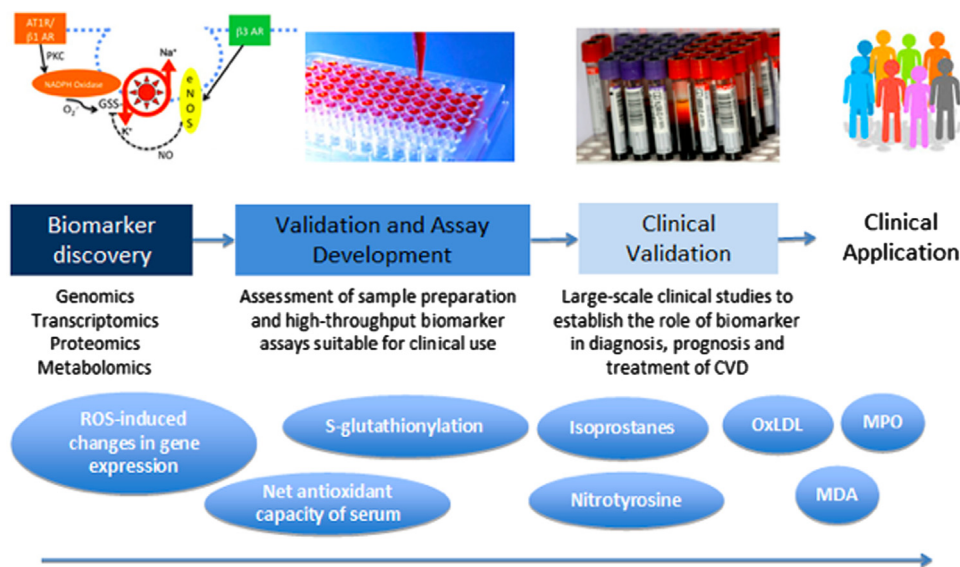 AT1R/
β1 AR
PKC
NADPH Oxidase
O₂⁻
GSS-
Na⁺
K⁺
eNOS
NO
β3 AR
Biomarker
discovery
Validation and Assay
Development
Clinical
Validation
Clinical
Application
Genomics
Transcriptomics
Proteomics
Metabolomics
Assessment of sample preparation
and high-throughput biomarker
assays suitable for clinical use
Large-scale clinical studies to
establish the role of biomarker
in diagnosis, prognosis and
treatment of CVD
ROS-induced
changes in gene
expression
S-glutathionylation
Net antioxidant
capacity of serum
Isoprostanes
Nitrotyrosine
OxLDL
MPO
MDA